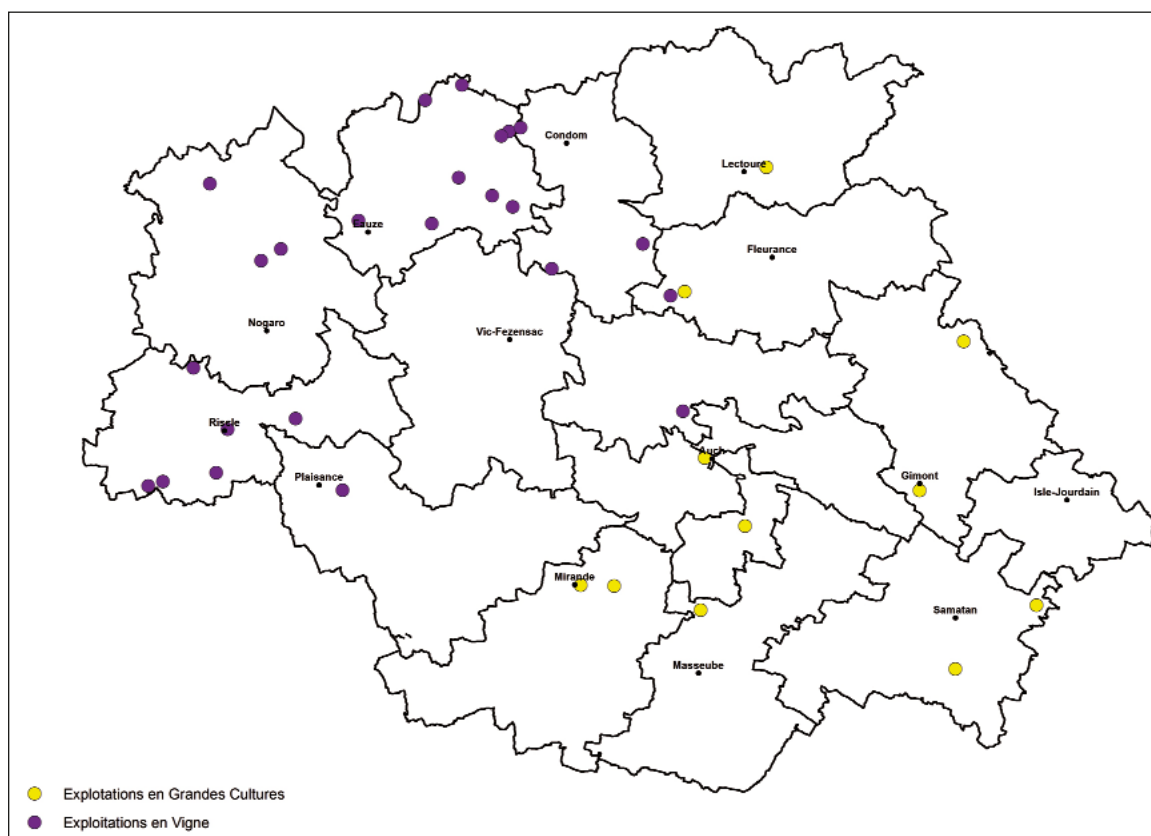 Condom
Lectoure
Eauze
Fleurance
Nogaro
Vic-Fezensac
Riscle
Auch
Plaisance
Gimont
Isle-Jourdain
Mirande
Samatan
Masseube
Explotations en Grandes Cultures
Exploitations en Vigne